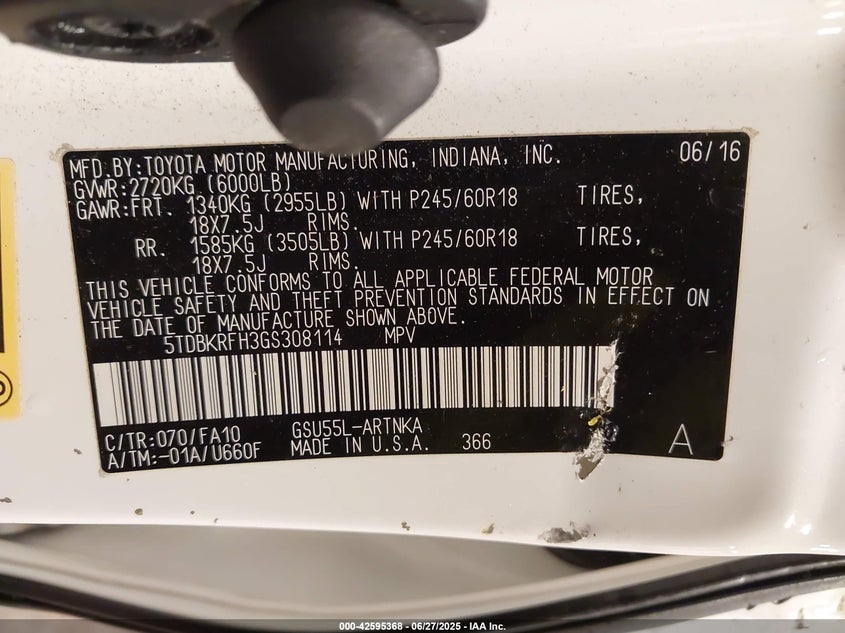 MFD.BY:TOYOTA MOTOR MANUFACTURING, INDIANA, INC. 06/16
GVWR:2720KG (6000LB)
GAWR:FRT. 1340KG (2955LB) WITH P245/60R18 TIRES,
18X7.5J RIMS.
RR. 1585KG (3505LB) WITH P245/60R18 TIRES,
18X7.5J RIMS.
THIS VEHICLE CONFORMS TO ALL APPLICABLE FEDERAL MOTOR
VEHICLE SAFETY AND THEFT PREVENTION STANDARDS IN EFFECT ON
THE DATE OF MANUFACTURE SHOWN ABOVE.
5TDBKRFH3GS308114 MPV
C/TR:070/FA10 GSU55L-ARTNKA
A/TM:-01A/U660F MADE IN U.S.A. 366 A
000-42595368 - 06/27/2025 - IAA Inc.